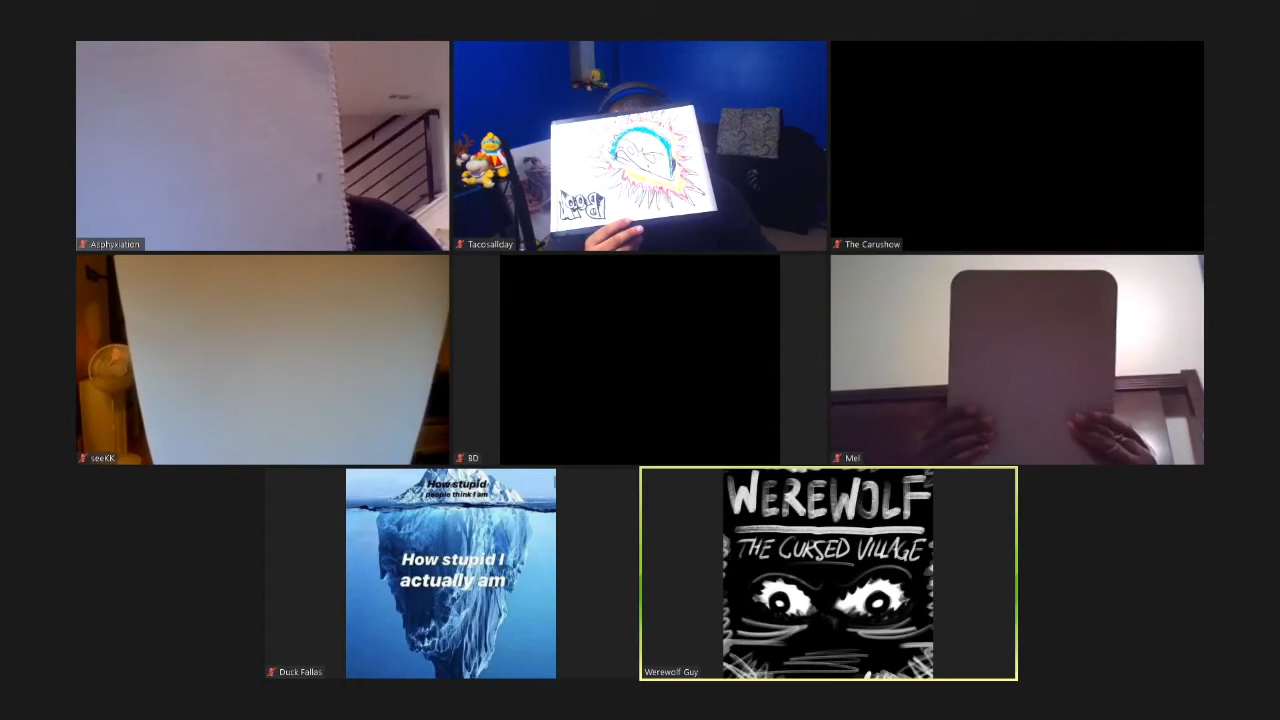 Asphyxiation
Tacosallday
The Carushow
seeKK
BD
Mel
How stupid
people think I am
How stupid I
actually am
Duck Fallas
WEREWOLF
THE CURSED VILLAGE
Werewolf Guy